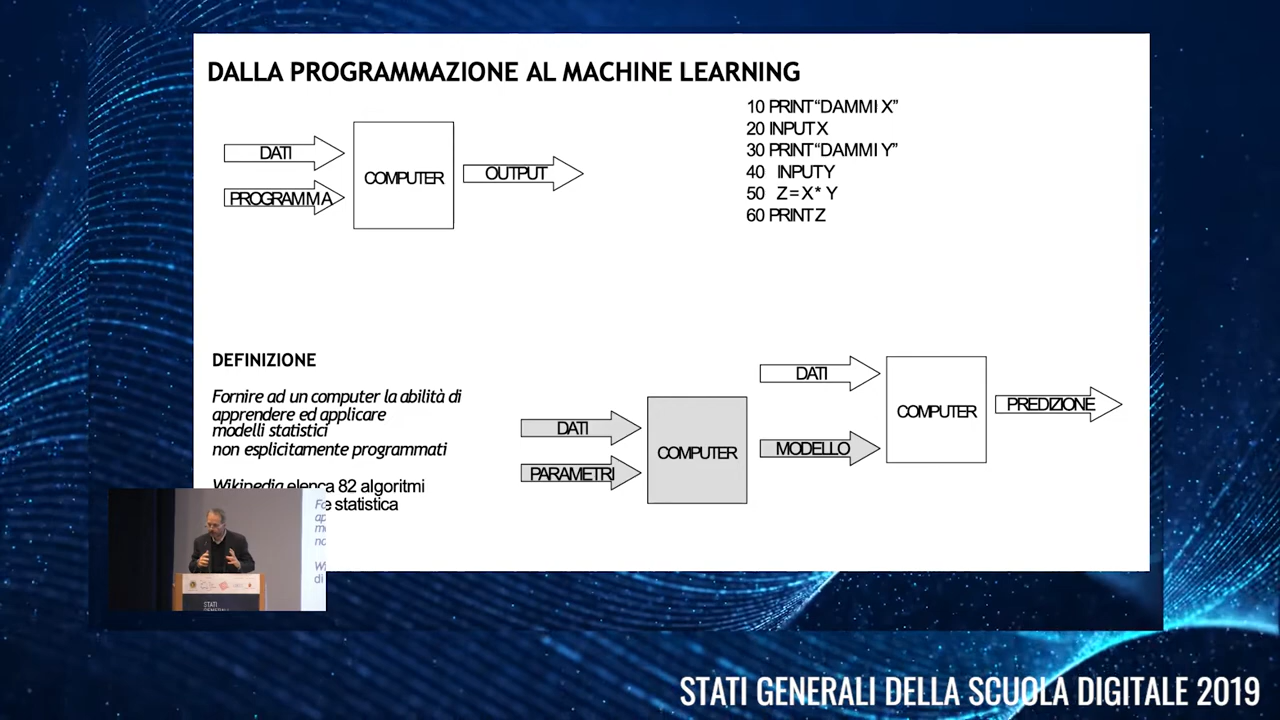 DALLA PROGRAMMAZIONE AL MACHINE LEARNING
DATI
PROGRAMMA
COMPUTER
OUTPUT
10 PRINT “DAMMI X”
20 INPUT X
30 PRINT “DAMMI Y”
40 INPUT Y
50 Z = X * Y
60 PRINT Z
DEFINIZIONE
Fornire ad un computer la abilità di
apprendere ed applicare
modelli statistici
non esplicitamente programmati
Wikipedia elenca 82 algoritmi
e statistica
DATI
PARAMETRI
COMPUTER
DATI
MODELLO
COMPUTER
PREDIZIONE
STATI
GENERALI
STATI GENERALI DELLA SCUOLA DIGITALE 2019